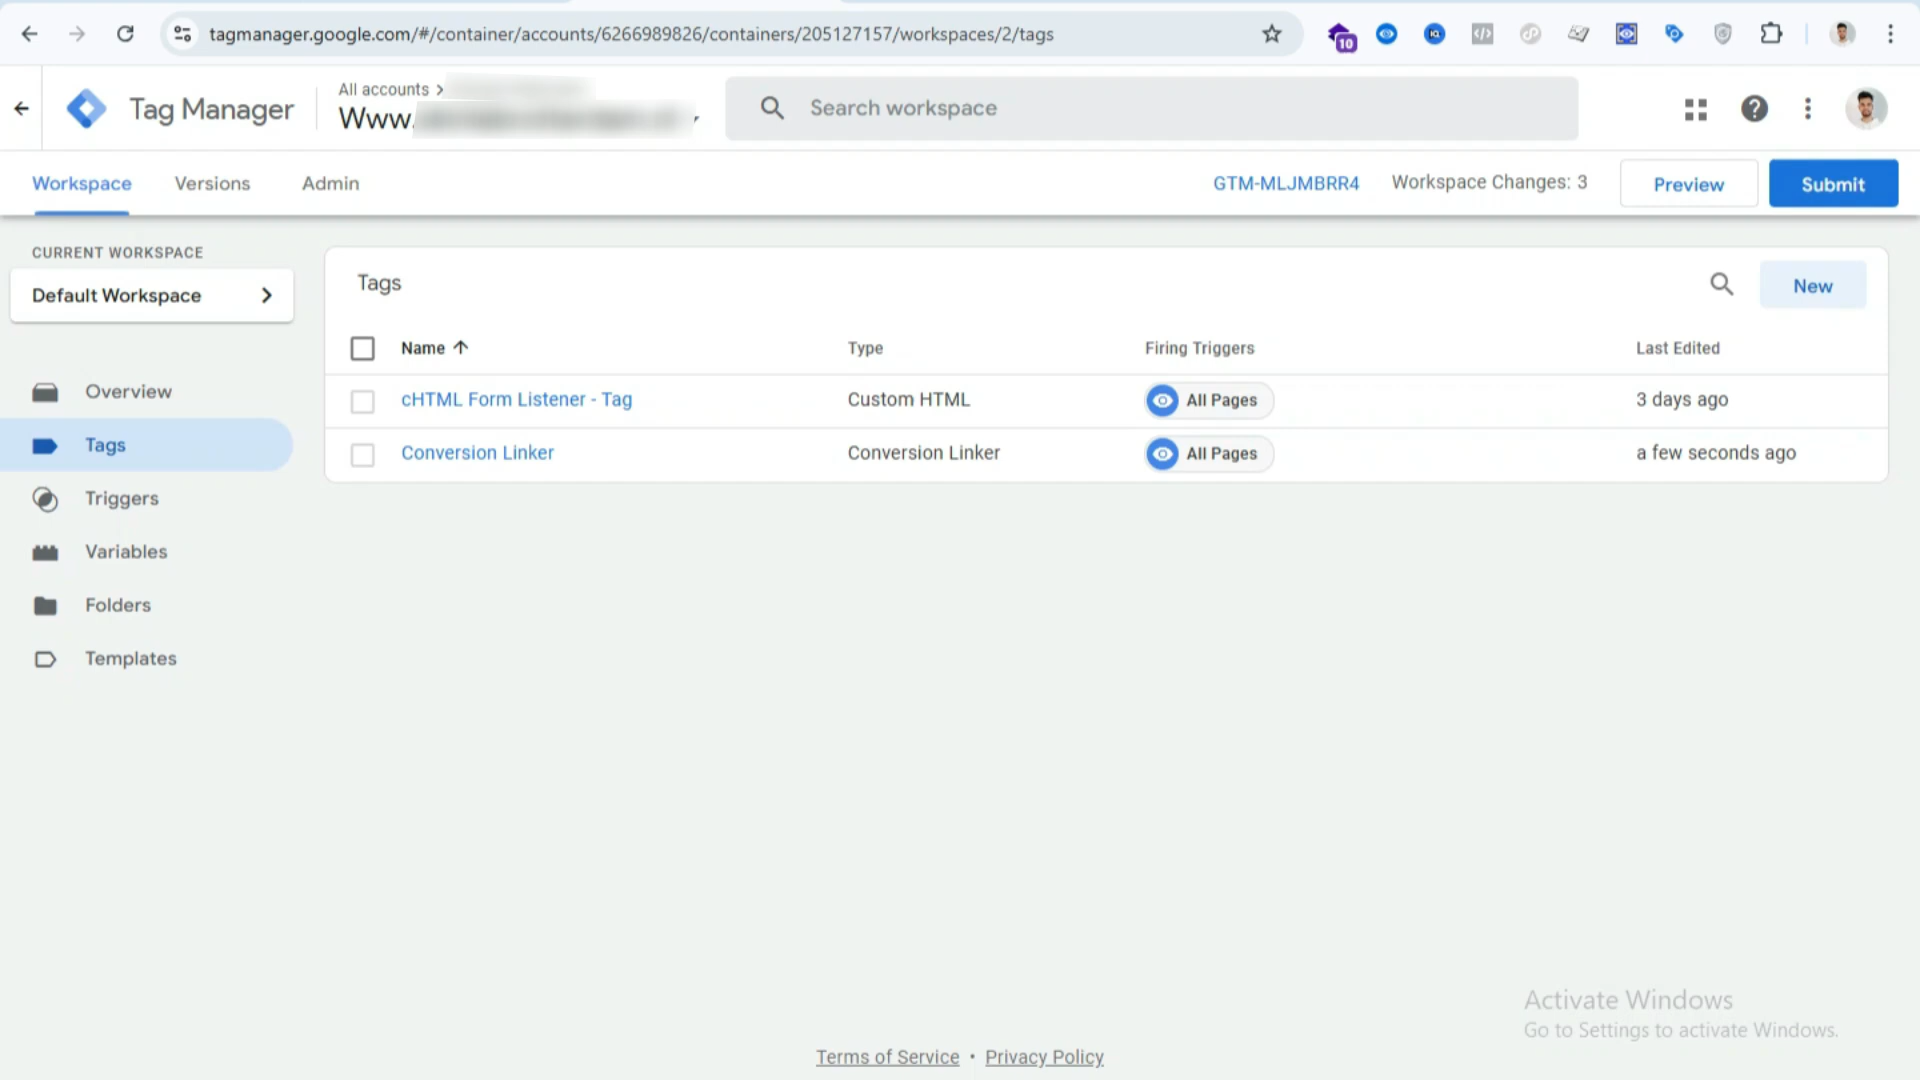 tagmanager.google.com/#/container/accounts/6266989826/containers/205127157/workspaces/2/tags
10
Tag Manager
All accounts >
Www.
Search workspace
Workspace Versions Admin
GTM-MLJMBRR4 Workspace Changes: 3 Preview Submit
CURRENT WORKSPACE
Default Workspace
Overview
Tags
Triggers
Variables
Folders
Templates
Tags
New
Name Type Firing Triggers Last Edited
cHTML Form Listener - Tag Custom HTML All Pages 3 days ago
Conversion Linker Conversion Linker All Pages a few seconds ago
Activate Windows
Go to Settings to activate Windows.
Terms of Service • Privacy Policy